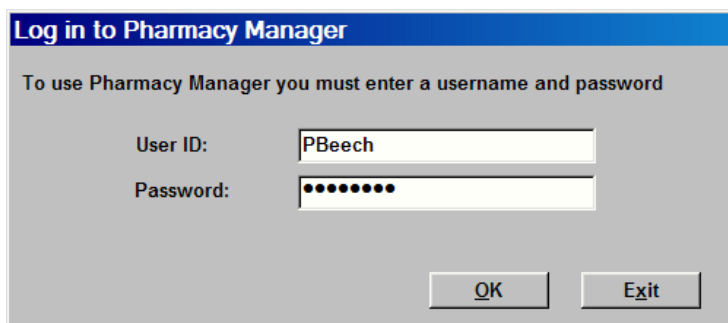 Log in to Pharmacy Manager
To use Pharmacy Manager you must enter a username and password
User ID: PBeech
Password: ●●●●●●●●
OK Exit